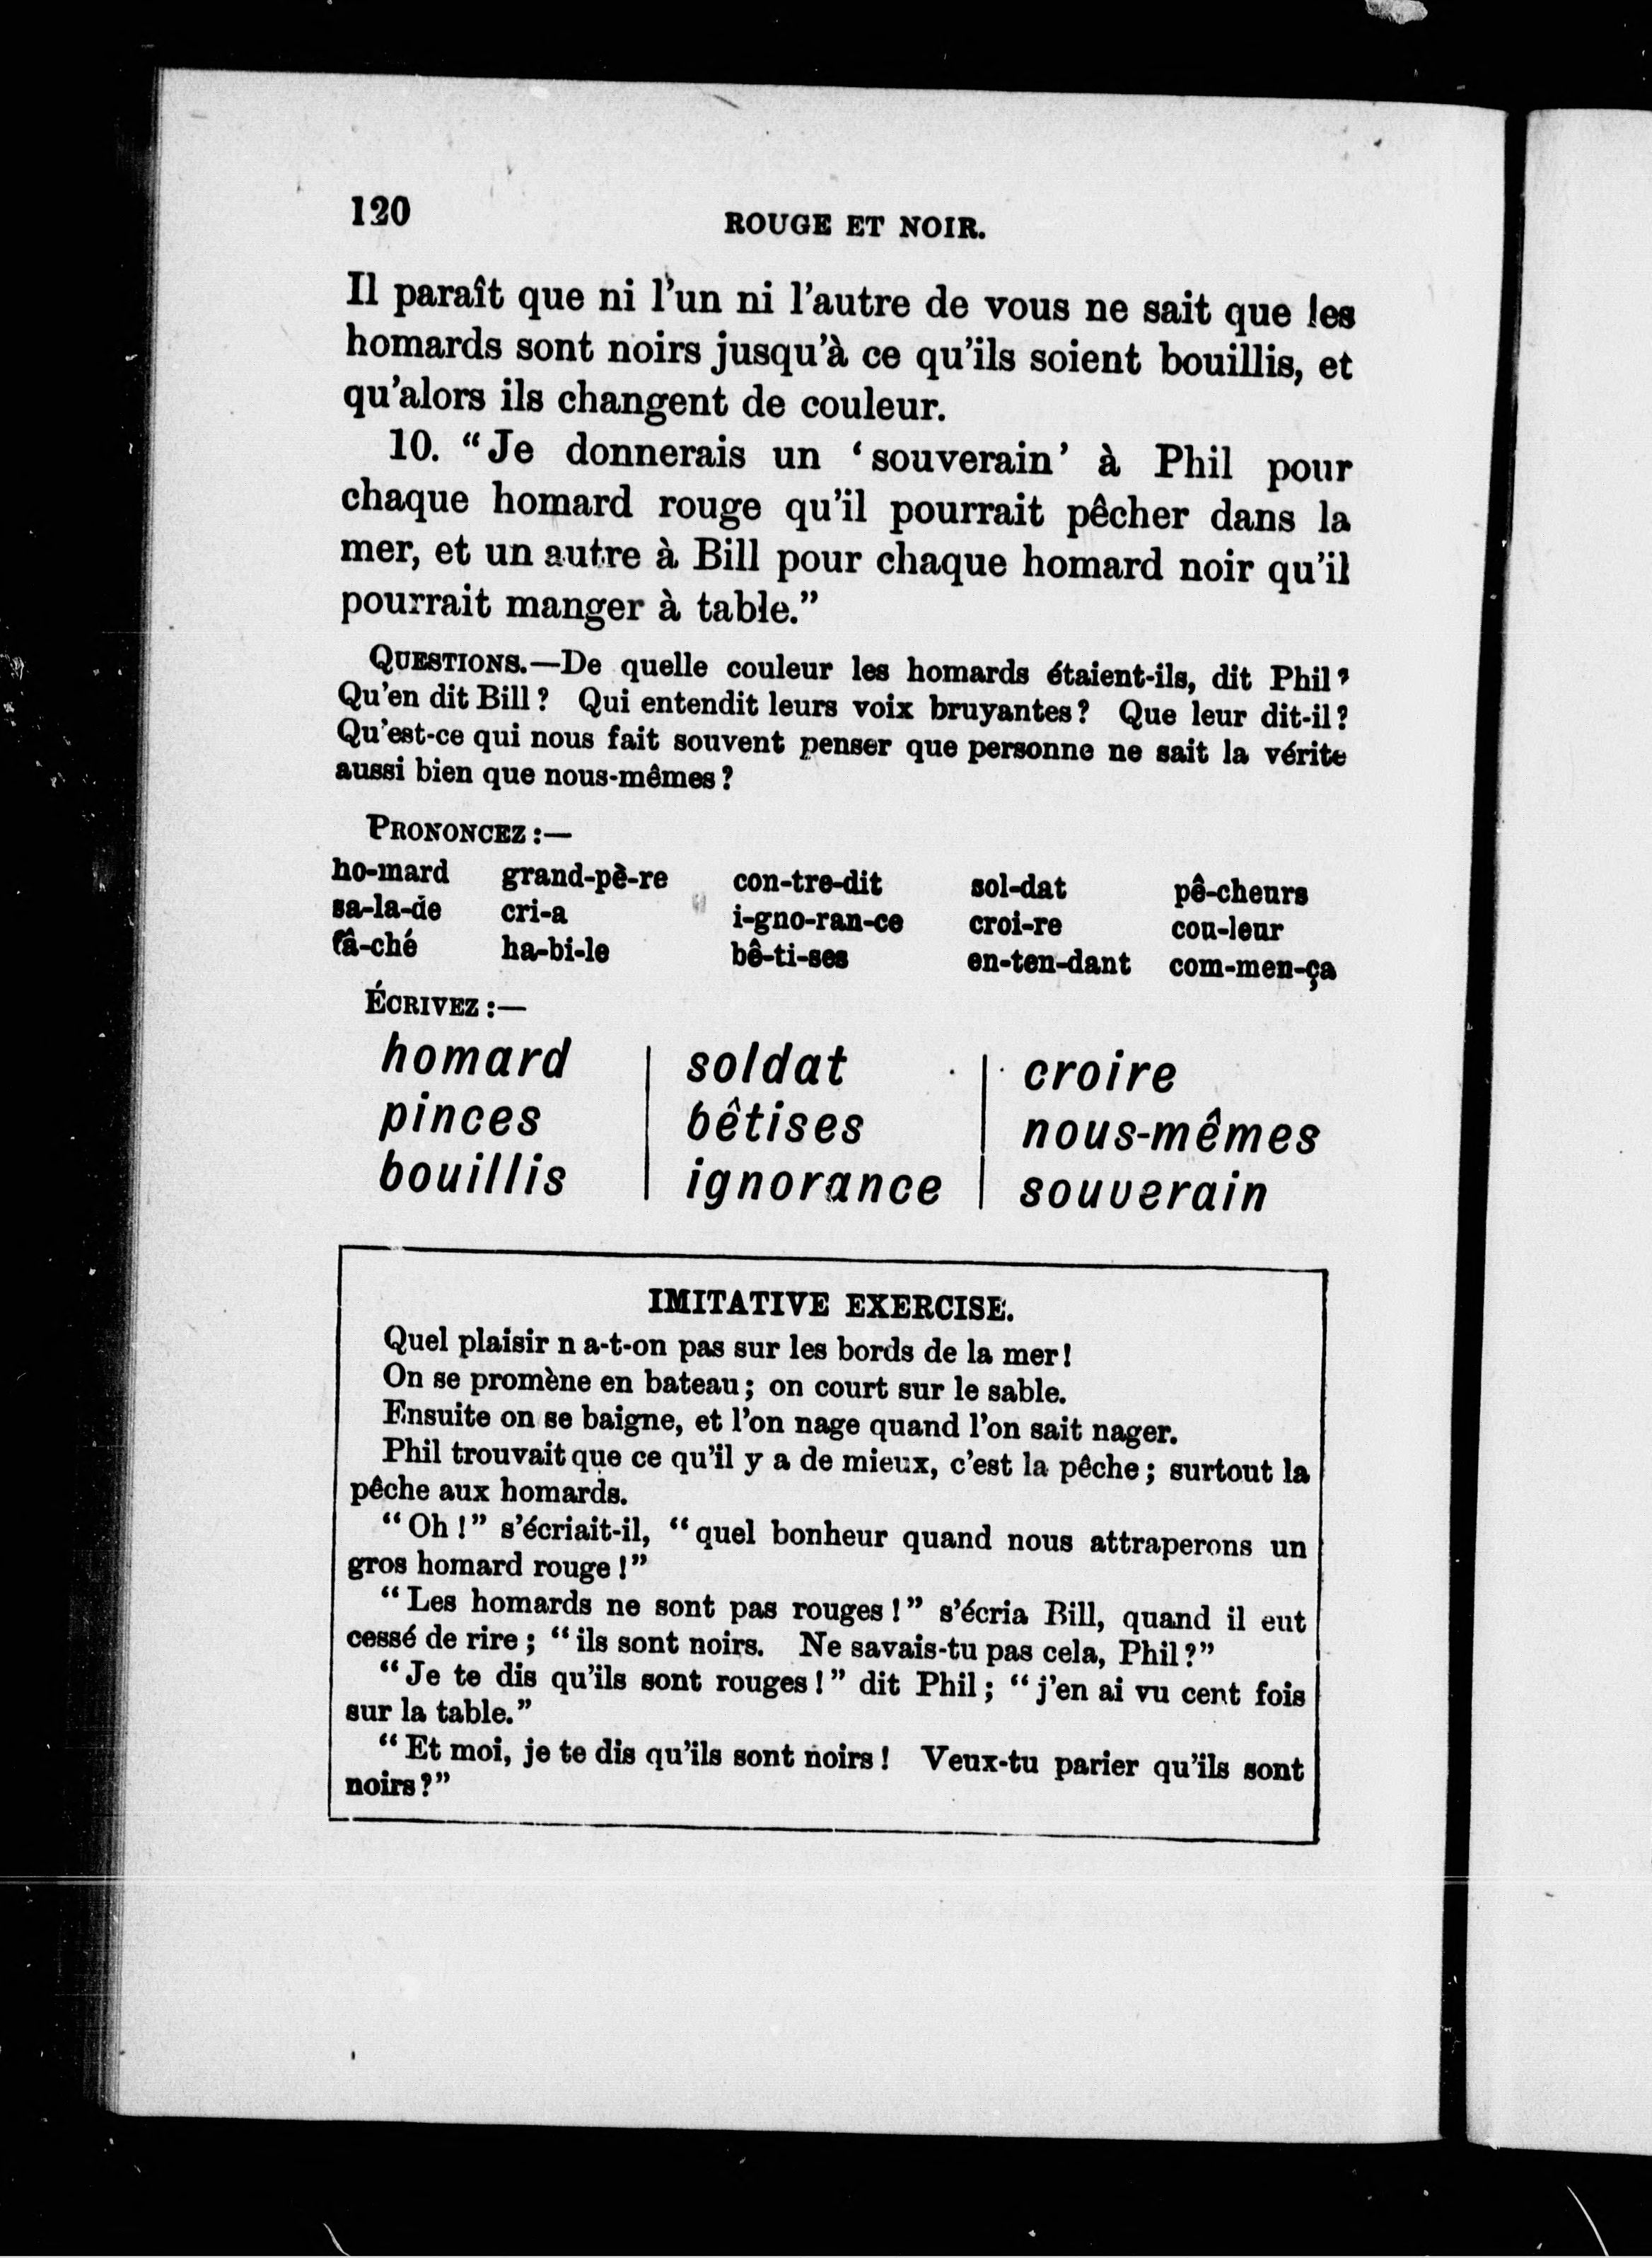 120
ROUGE ET NOIR.
Il paraît que ni l'un ni l'autre de vous ne sait que les
homards sont noirs jusqu'à ce qu'ils soient bouillis, et
qu'alors ils changent de couleur.
10. “Je donnerais un ‘souverain’ à Phil pour
chaque homard rouge qu'il pourrait pêcher dans la
mer, et un autre à Bill pour chaque homard noir qu'il
pourrait manger à table.”
QUESTIONS.—De quelle couleur les homards étaient-ils, dit Phil?
Qu'en dit Bill? Qui entendit leurs voix bruyantes? Que leur dit-il?
Qu'est-ce qui nous fait souvent penser que personne ne sait la vérite
aussi bien que nous-mêmes?
PRONONCEZ:—
ho-mard grand-pè-re con-tre-dit sol-dat pê-cheurs
sa-la-de cri-a i-gno-ran-ce croi-re cou-leur
fâ-ché ha-bi-le bê-ti-ses en-ten-dant com-men-ça
ÉCRIVEZ:—
homard soldat croire
pinces bêtises nous-mêmes
bouillis ignorance souverain
IMITATIVE EXERCISE.
Quel plaisir n a-t-on pas sur les bords de la mer!
On se promène en bateau; on court sur le sable.
Ensuite on se baigne, et l'on nage quand l'on sait nager.
Phil trouvait que ce qu'il y a de mieux, c'est la pêche; surtout la
pêche aux homards.
“Oh!” s'écriait-il, “quel bonheur quand nous attraperons un
gros homard rouge!”
“Les homards ne sont pas rouges!” s'écria Bill, quand il eut
cessé de rire; “ils sont noirs. Ne savais-tu pas cela, Phil?”
“Je te dis qu'ils sont rouges!” dit Phil; “j'en ai vu cent fois
sur la table.”
“Et moi, je te dis qu'ils sont noirs! Veux-tu parier qu'ils sont
noirs?”